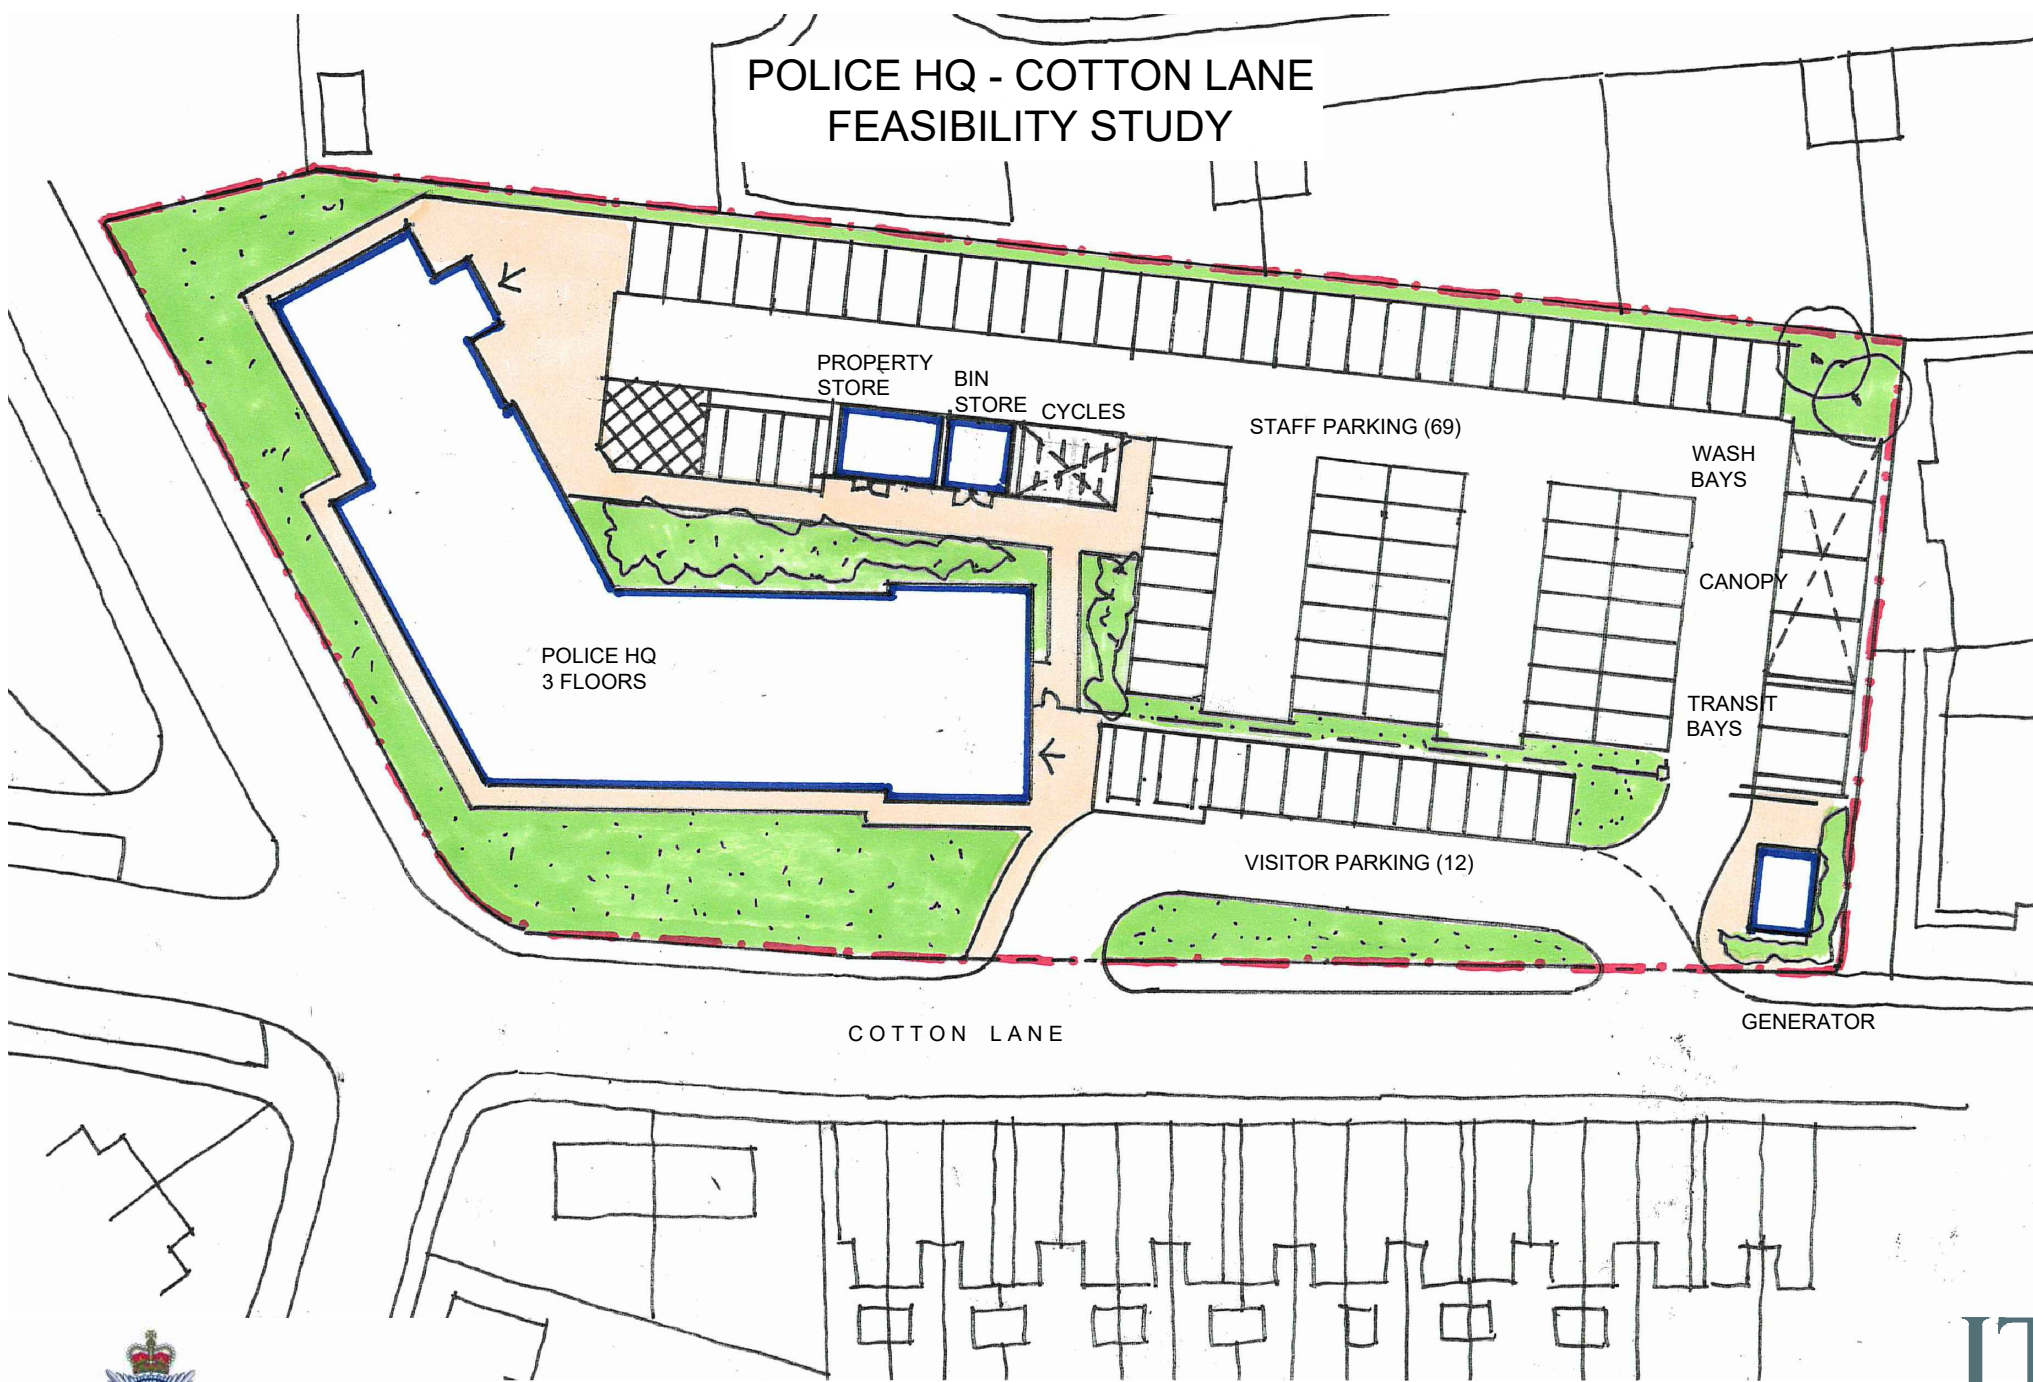 POLICE HQ - COTTON LANE
FEASIBILITY STUDY
PROPERTY
STORE
BIN
STORE
CYCLES
STAFF PARKING (69)
WASH
BAYS
CANOPY
POLICE HQ
3 FLOORS
TRANSIT
BAYS
VISITOR PARKING (12)
GENERATOR
COTTON LANE
IT